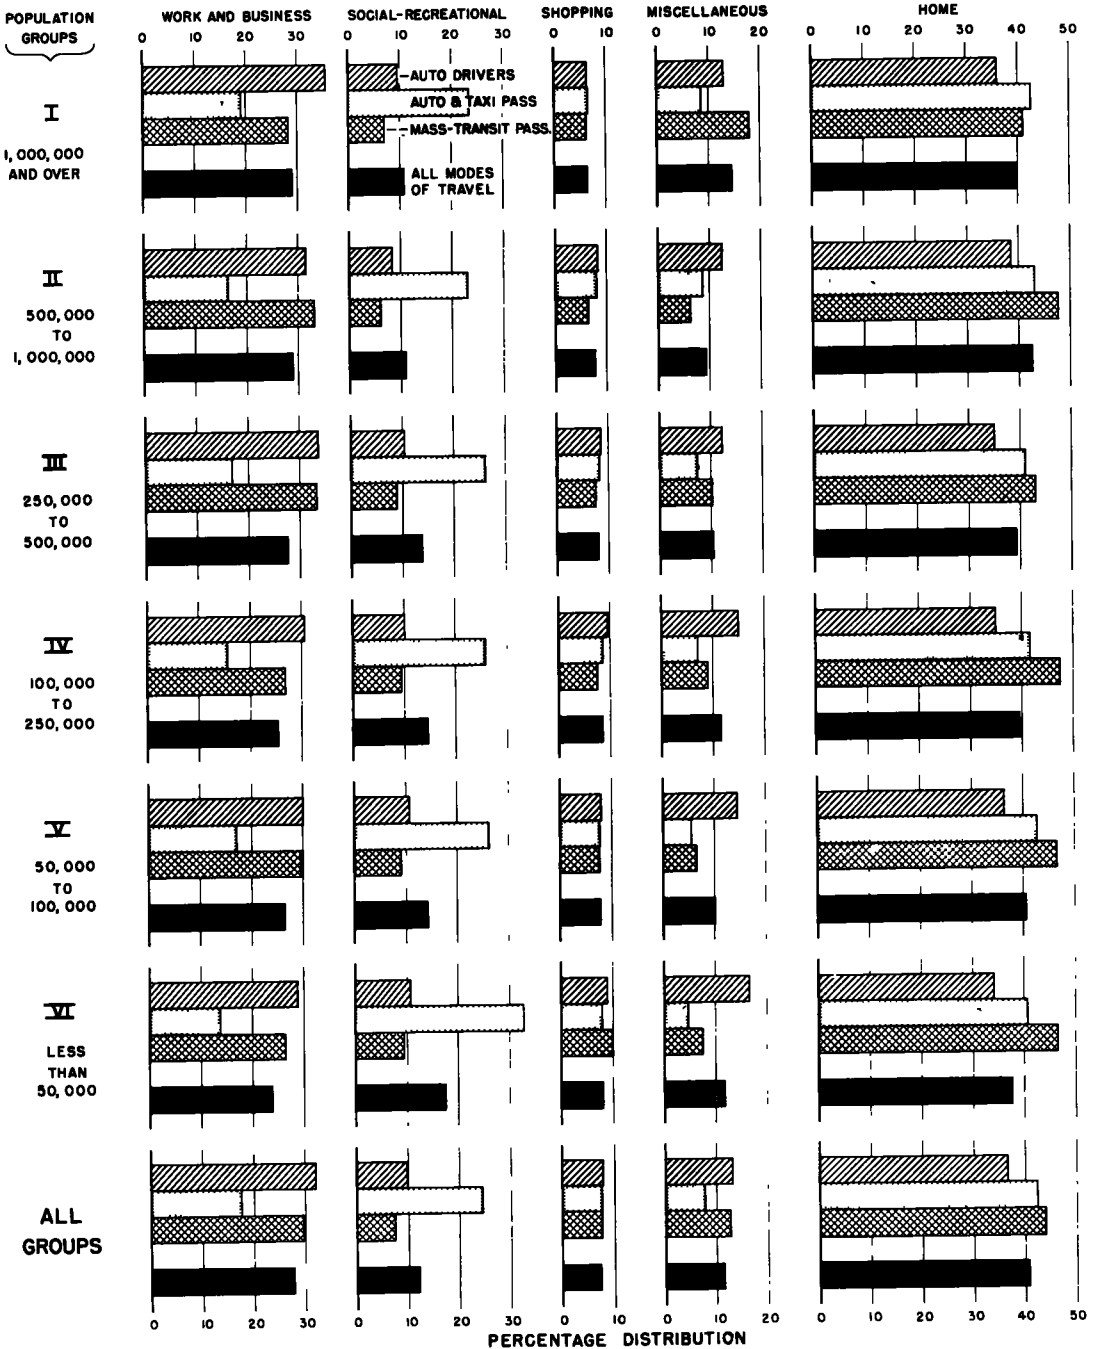 POPULATION
GROUPS
WORK AND BUSINESS
SOCIAL-RECREATIONAL
SHOPPING
MISCELLANEOUS
HOME
0 10 20 30
0 10 20 30
0 10
0 10 20
0 10 20 30 40 50
AUTO DRIVERS
AUTO & TAXI PASS
MASS-TRANSIT PASS.
ALL MODES
OF TRAVEL
I
1,000,000
AND OVER
II
500,000
TO
1,000,000
III
250,000
TO
500,000
IV
100,000
TO
250,000
V
50,000
TO
100,000
VI
LESS
THAN
50,000
ALL
GROUPS
0 10 20 30
0 10 20 30
0 10
0 10 20
0 10 20 30 40 50
PERCENTAGE DISTRIBUTION